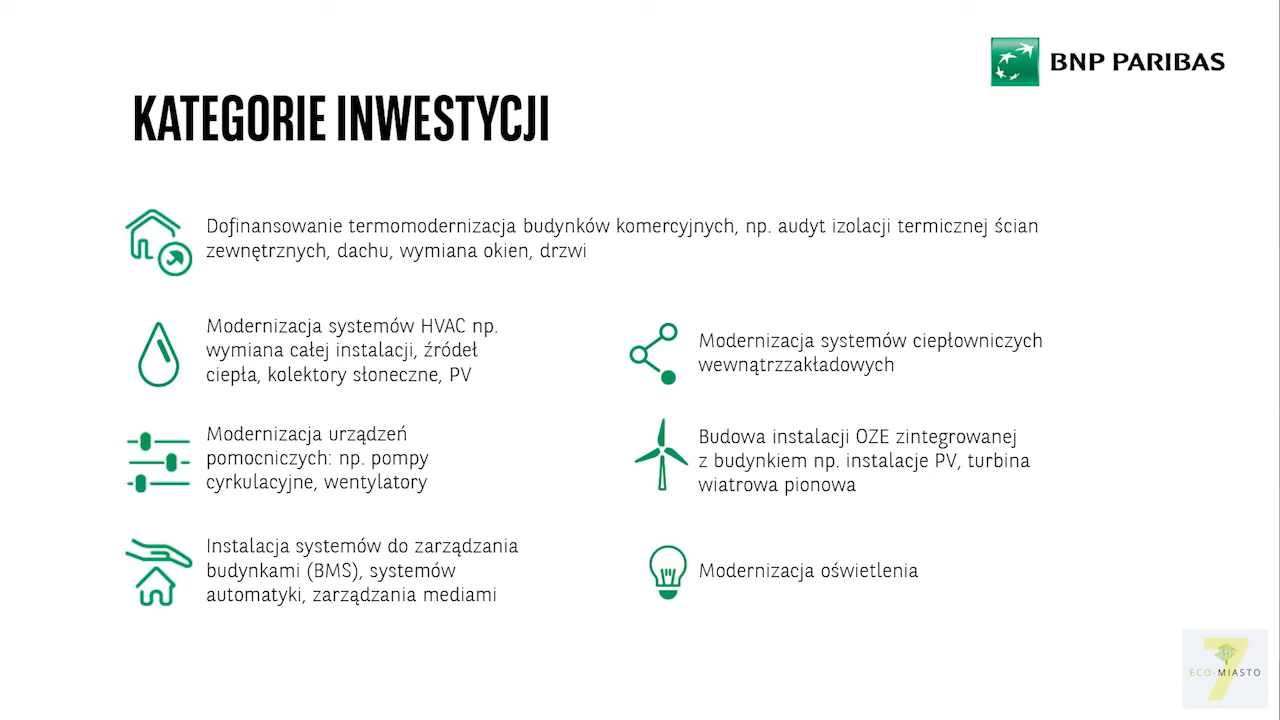 BNP PARIBAS
KATEGORIE INWESTYCJI
Dofinansowanie termomodernizacja budynków komercyjnych, np. audyt izolacji termicznej ścian
zewnętrznych, dachu, wymiana okien, drzwi
Modernizacja systemów HVAC np.
wymiana całej instalacji, źródeł
ciepła, kolektory słoneczne, PV
Modernizacja systemów ciepłowniczych
wewnątrzzakładowych
Modernizacja urządzeń
pomocniczych: np. pompy
cyrkulacyjne, wentylatory
Budowa instalacji OZE zintegrowanej
z budynkiem np. instalacje PV, turbina
wiatrowa pionowa
Instalacja systemów do zarządzania
budynkami (BMS), systemów
automatyki, zarządzania mediami
Modernizacja oświetlenia
7
ECO-MIASTO